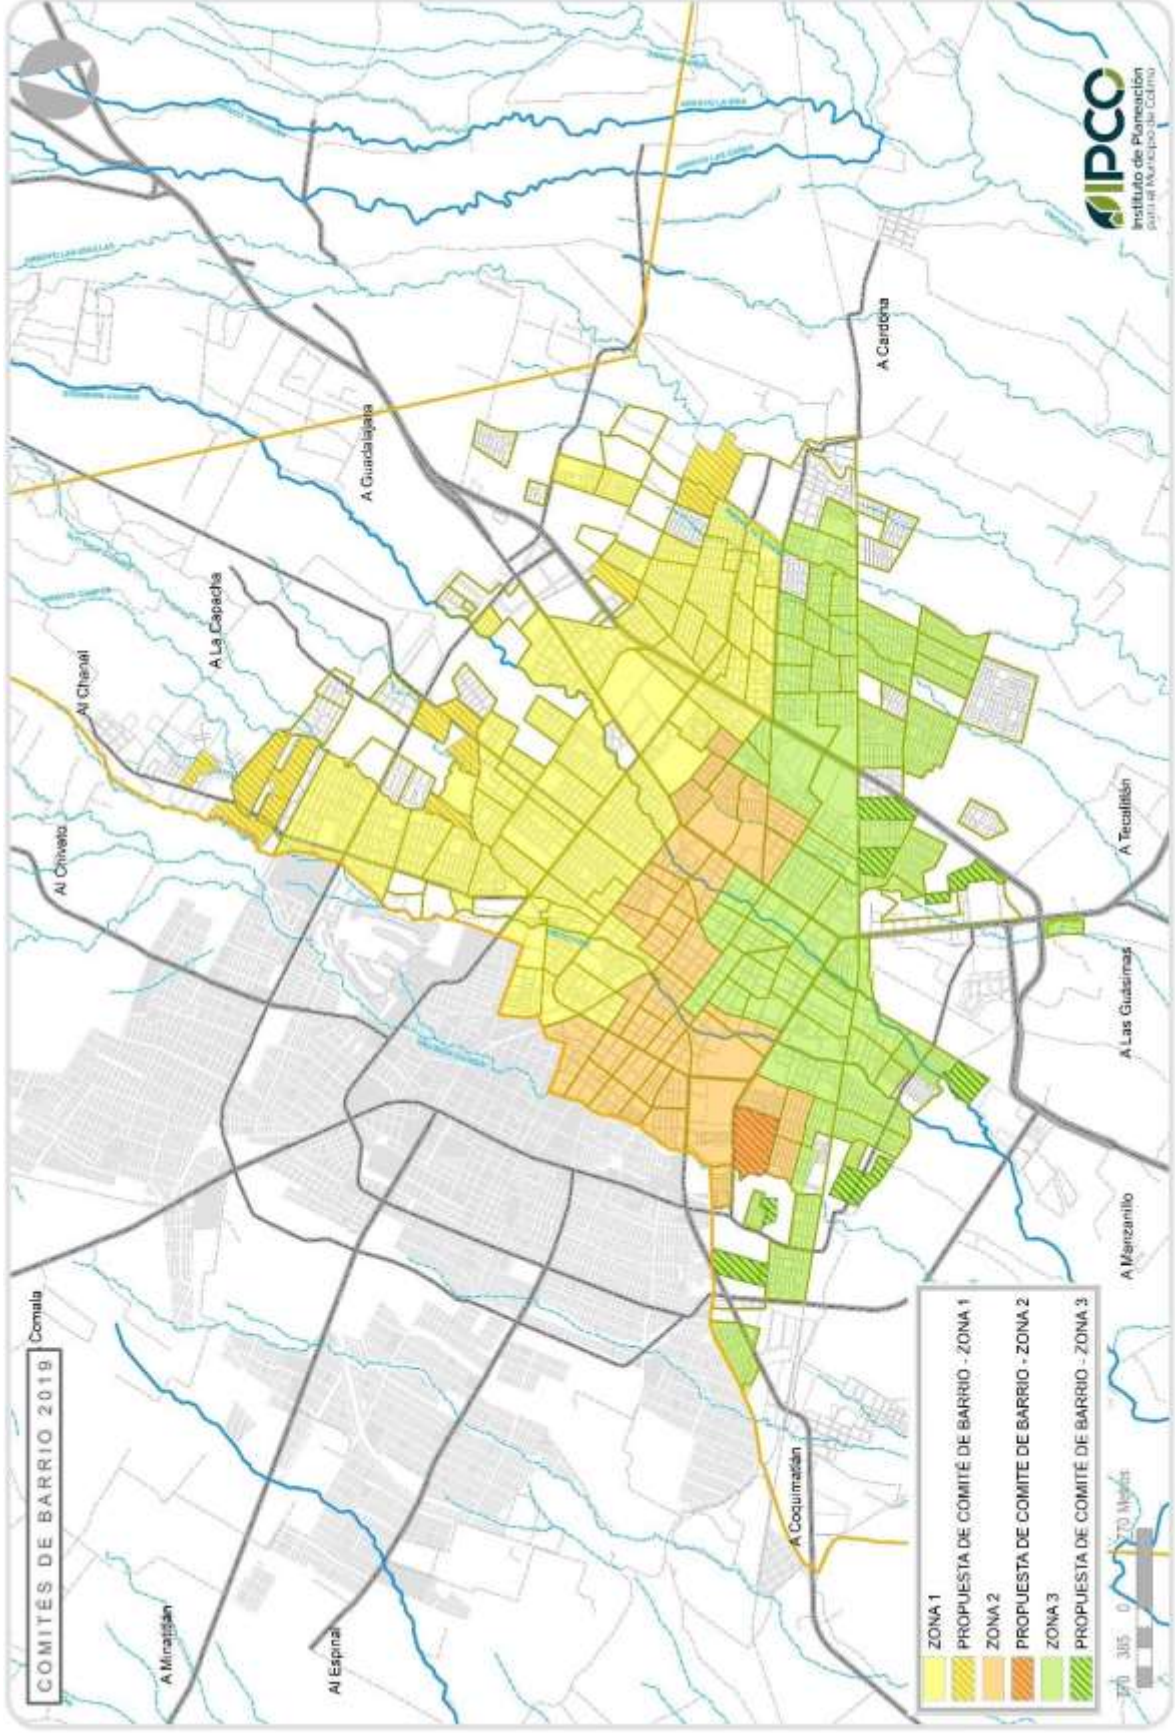 COMITÉS DE BARRIO 2019
Comala
A Minatitlán
Al Espinal
Al Chivato
Al Chanal
A La Capacha
A Guadalajara
A Cardona
A Tecalitlán
A Las Guásimas
A Manzanillo
A Coquimatlán
ZONA 1
PROPUESTA DE COMITÉ DE BARRIO - ZONA 1
ZONA 2
PROPUESTA DE COMITE DE BARRIO - ZONA 2
ZONA 3
PROPUESTA DE COMITÉ DE BARRIO - ZONA 3
385 0 770 Metros
IPCO
Instituto de Planeación
para el Municipio de Colima